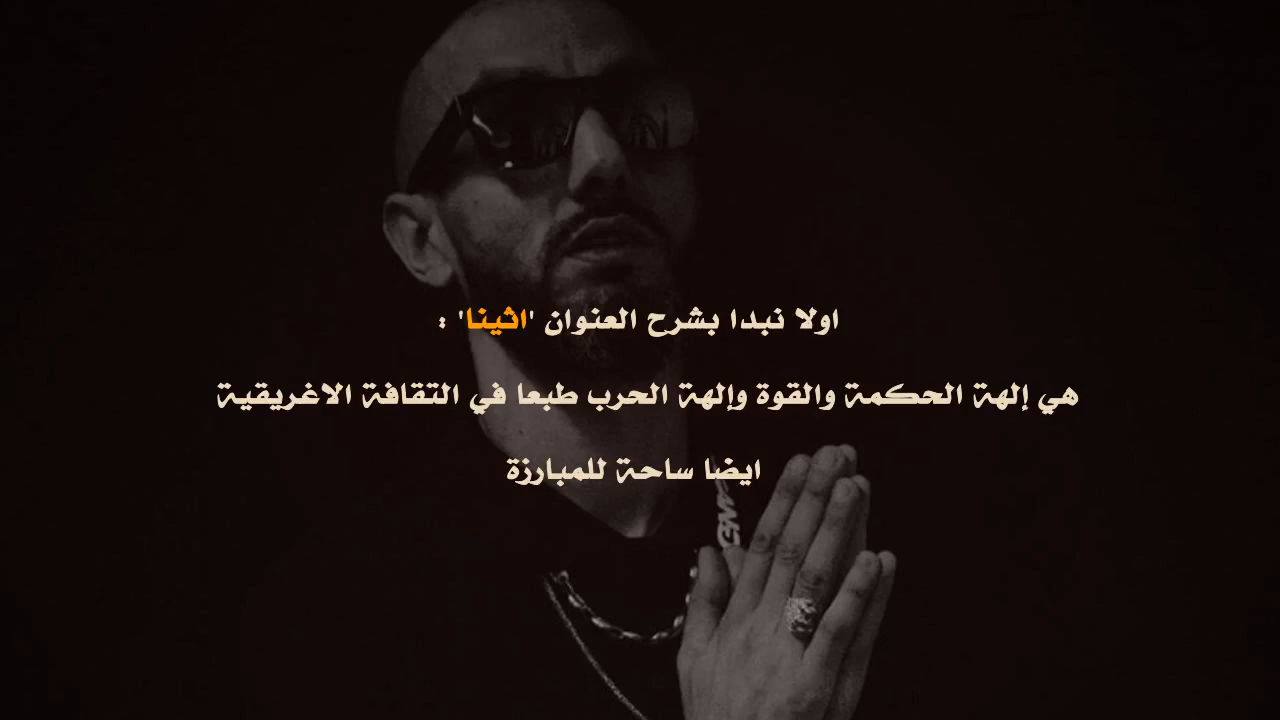 اولا نبدا بشرح العنوان 'اثينا' :
هي إلهة الحكمة والقوة وإلهة الحرب طبعا في الثقافة الاغريقية
ايضا ساحة للمبارزة